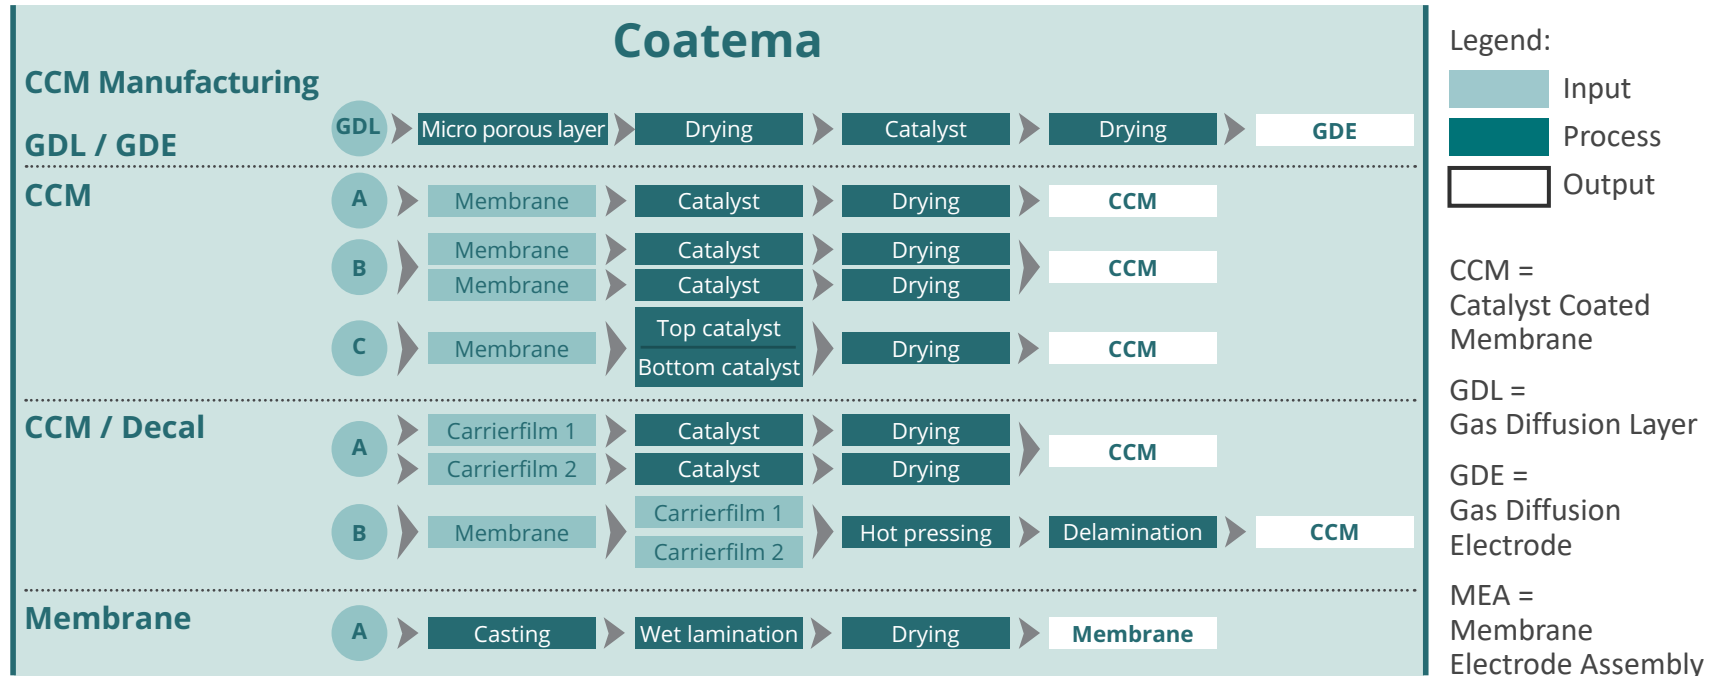 Coatema
CCM Manufacturing
GDL / GDE
GDL
Micro porous layer
Drying
Catalyst
Drying
GDE
CCM
A
Membrane
Catalyst
Drying
CCM
B
Membrane
Catalyst
Drying
Membrane
Catalyst
Drying
CCM
C
Membrane
Top catalyst
Bottom catalyst
Drying
CCM
CCM / Decal
A
Carrierfilm 1
Catalyst
Drying
Carrierfilm 2
Catalyst
Drying
CCM
B
Membrane
Carrierfilm 1
Carrierfilm 2
Hot pressing
Delamination
CCM
Membrane
A
Casting
Wet lamination
Drying
Membrane
Legend:
Input
Process
Output
CCM =
Catalyst Coated
Membrane
GDL =
Gas Diffusion Layer
GDE =
Gas Diffusion
Electrode
MEA =
Membrane
Electrode Assembly